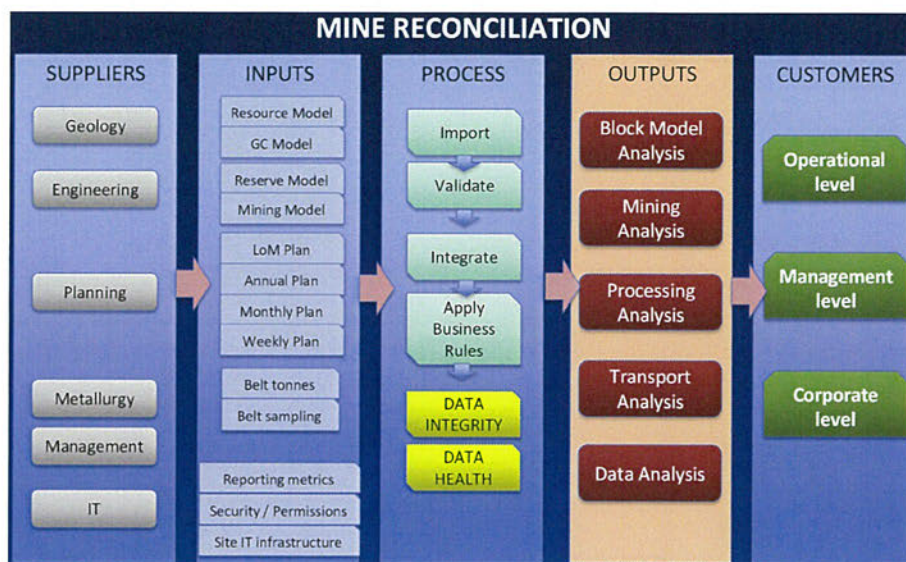 MINE RECONCILIATION
SUPPLIERS
Geology
Engineering
Planning
Metallurgy
Management
IT
INPUTS
Resource Model
GC Model
Reserve Model
Mining Model
LoM Plan
Annual Plan
Monthly Plan
Weekly Plan
Belt tonnes
Belt sampling
Reporting metrics
Security / Permissions
Site IT infrastructure
PROCESS
Import
Validate
Integrate
Apply
Business
Rules
DATA
INTEGRITY
DATA
HEALTH
OUTPUTS
Block Model
Analysis
Mining
Analysis
Processing
Analysis
Transport
Analysis
Data Analysis
CUSTOMERS
Operational
level
Management
level
Corporate
level